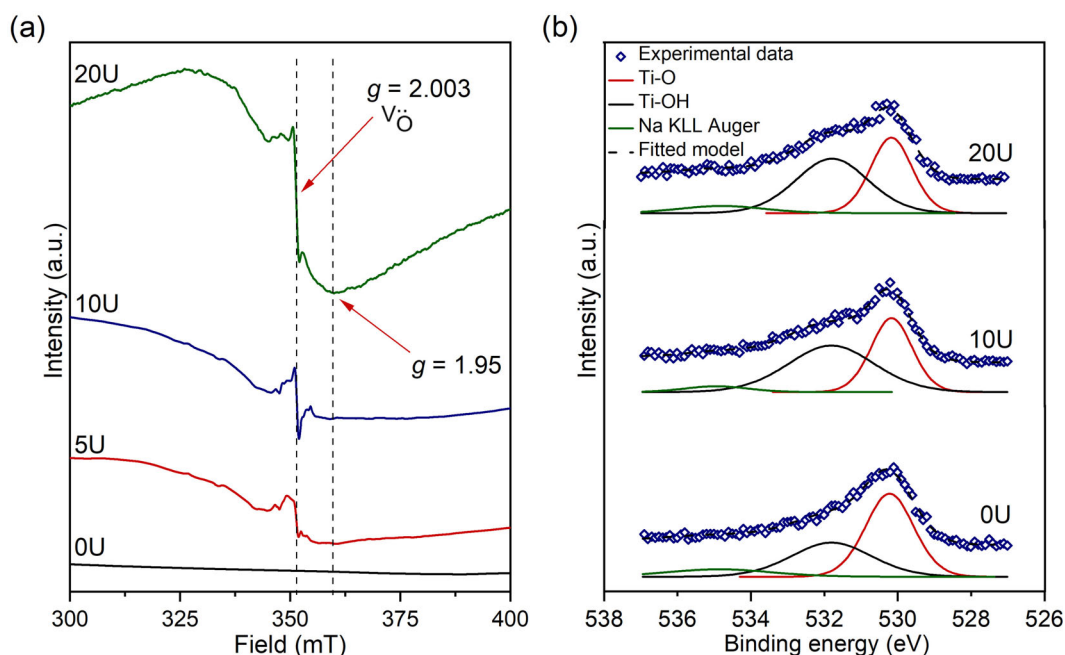 (a)
20U
g = 2.003
VÖ
10U
g = 1.95
5U
0U
Intensity (a.u.)
300 325 350 375 400
Field (mT)
(b)
Experimental data
Ti-O
Ti-OH
Na KLL Auger
Fitted model
20U
10U
0U
Intensity (a.u.)
538 536 534 532 530 528 526
Binding energy (eV)